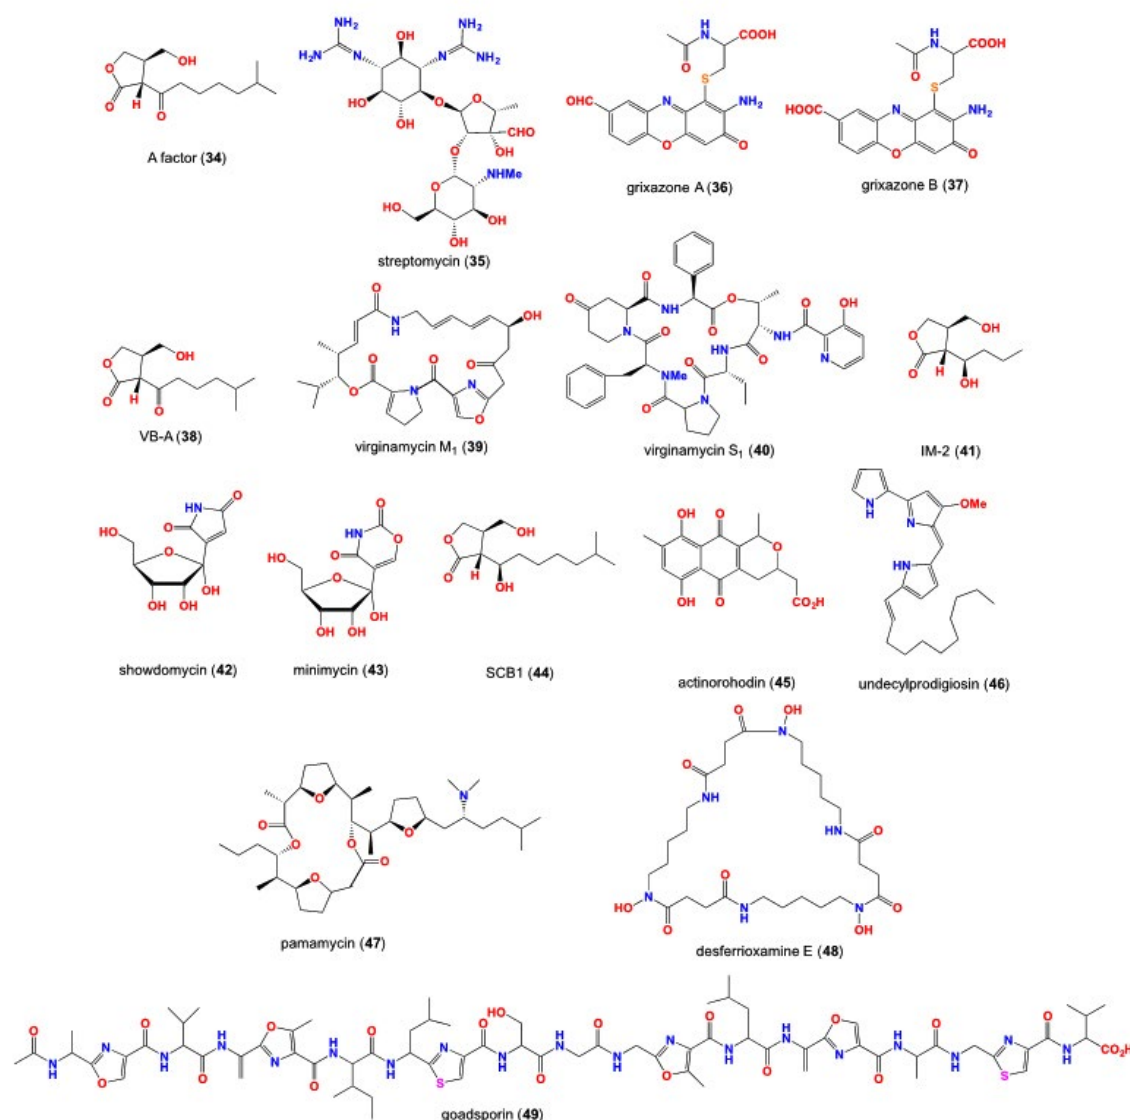 A factor (34)
streptomycin (35)
grixazone A (36)
grixazone B (37)
VB-A (38)
virginamycin M1 (39)
virginamycin S1 (40)
IM-2 (41)
showdomycin (42)
minimycin (43)
SCB1 (44)
actinorohodin (45)
undecylprodigiosin (46)
pamamycin (47)
desferrioxamine E (48)
goadsporin (49)